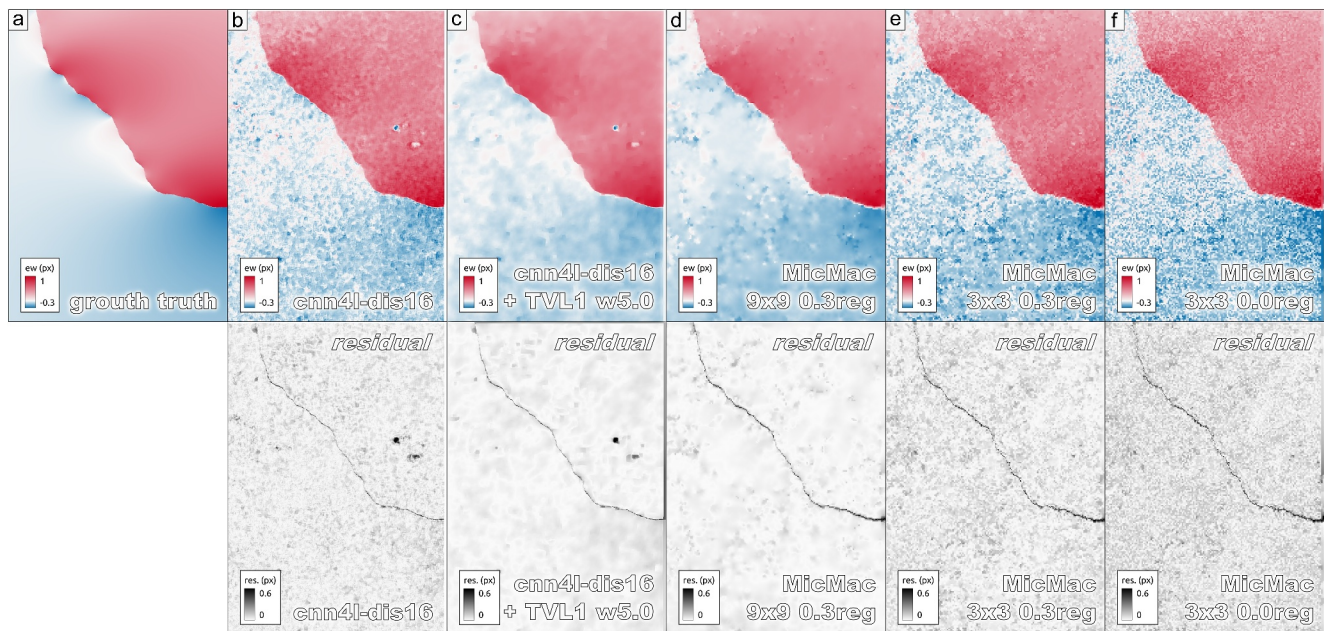 a
ew (px)
1
-0.3
grouth truth
b
ew (px)
1
-0.3
cnn4l-dis16
c
ew (px)
1
-0.3
cnn4l-dis16
+ TVL1 w5.0
d
ew (px)
1
-0.3
MicMac
9x9 0.3reg
e
ew (px)
1
-0.3
MicMac
3x3 0.3reg
f
ew (px)
1
-0.3
MicMac
3x3 0.0reg
residual
res. (px)
0.6
0
cnn4l-dis16
residual
res. (px)
0.6
0
cnn4l-dis16
+ TVL1 w5.0
residual
res. (px)
0.6
0
MicMac
9x9 0.3reg
residual
res. (px)
0.6
0
MicMac
3x3 0.3reg
residual
res. (px)
0.6
0
MicMac
3x3 0.0reg